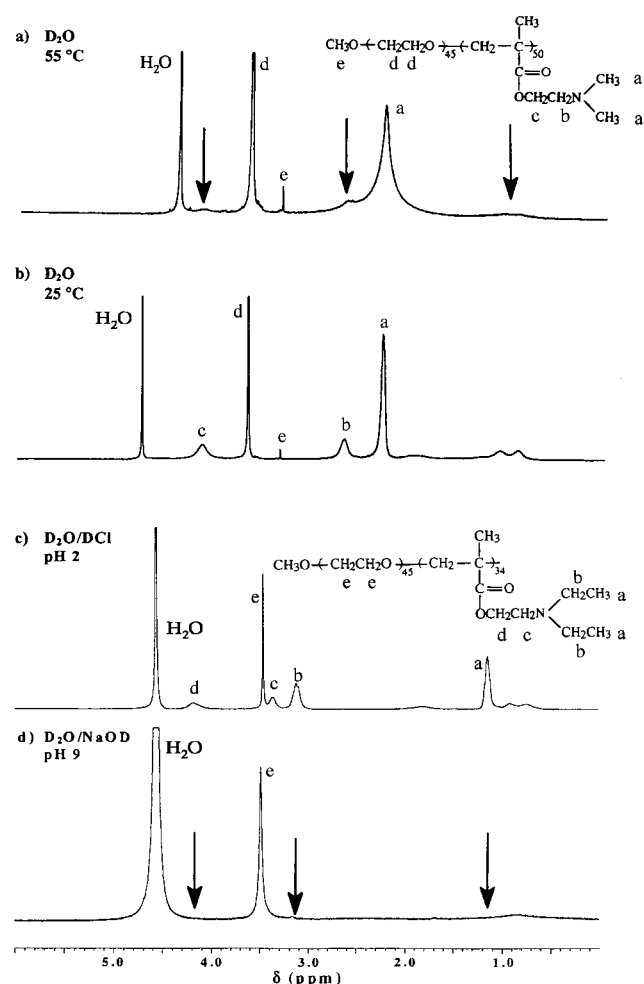 a) D₂O
55 °C
H₂O
d
e
a
CH₃
CH₃O-(-CH₂CH₂O-)₄₅-(-CH₂-C-)₅₀
e d d
C=O
OCH₂CH₂N
c b
CH₃ a
CH₃ a
b) D₂O
25 °C
H₂O
c
d
e
b
a
c) D₂O/DCl
pH 2
H₂O
d
e
c
b
a
CH₃
CH₃O-(-CH₂CH₂O-)₄₅-(-CH₂-C-)₃₄
e e
C=O
OCH₂CH₂N
d c
b
CH₂CH₃ a
CH₂CH₃ a
b
d) D₂O/NaOD
pH 9
H₂O
e
5.0 4.0 3.0 2.0 1.0
δ (ppm)